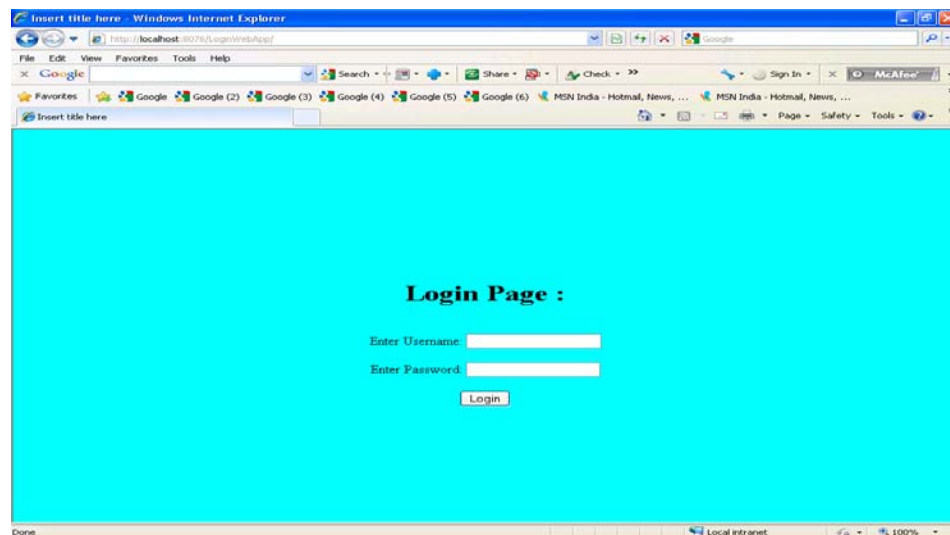 Insert title here - Windows Internet Explorer
http://localhost:8076/LoginWebApp/
Google
File Edit View Favorites Tools Help
Google Search Share Check >> Sign In McAfee
Favorites Google Google (2) Google (3) Google (4) Google (5) Google (6) MSN India - Hotmail, News, ... MSN India - Hotmail, News, ...
Insert title here Page Safety Tools
Login Page :
Enter Username:
Enter Password:
Login
Done Local intranet 100%